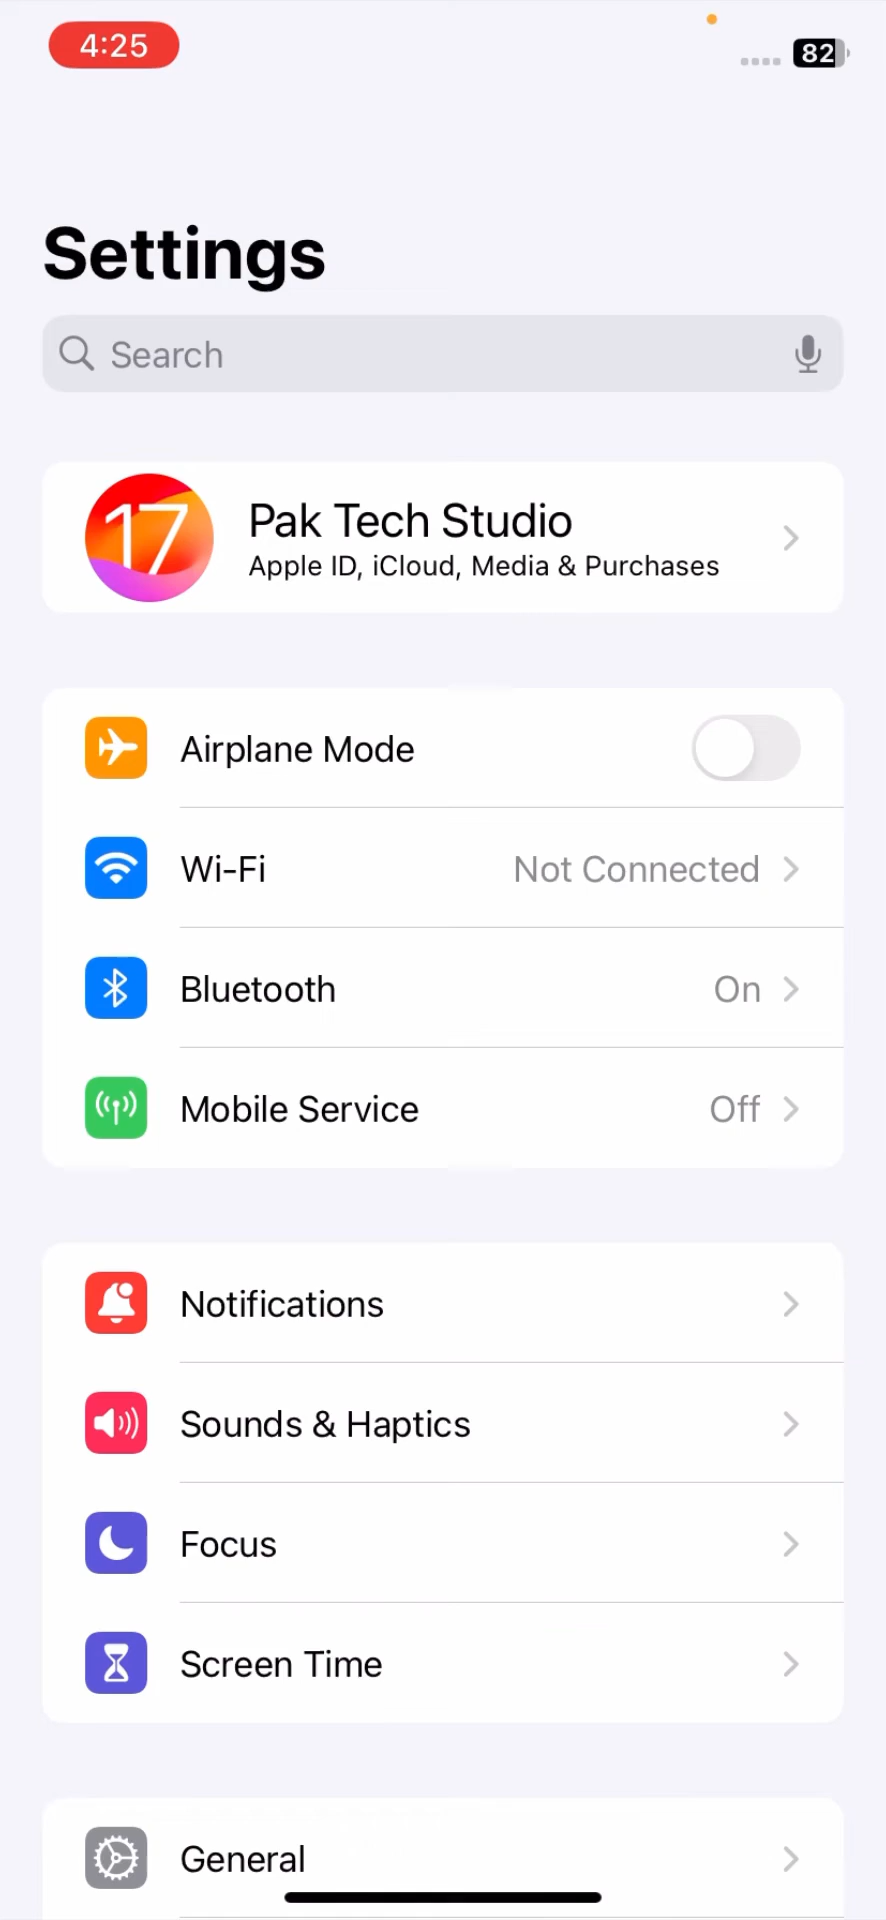 4:25
82
Settings
Search
17
Pak Tech Studio
Apple ID, iCloud, Media & Purchases
Airplane Mode
Wi-Fi Not Connected
Bluetooth On
Mobile Service Off
Notifications
Sounds & Haptics
Focus
Screen Time
General